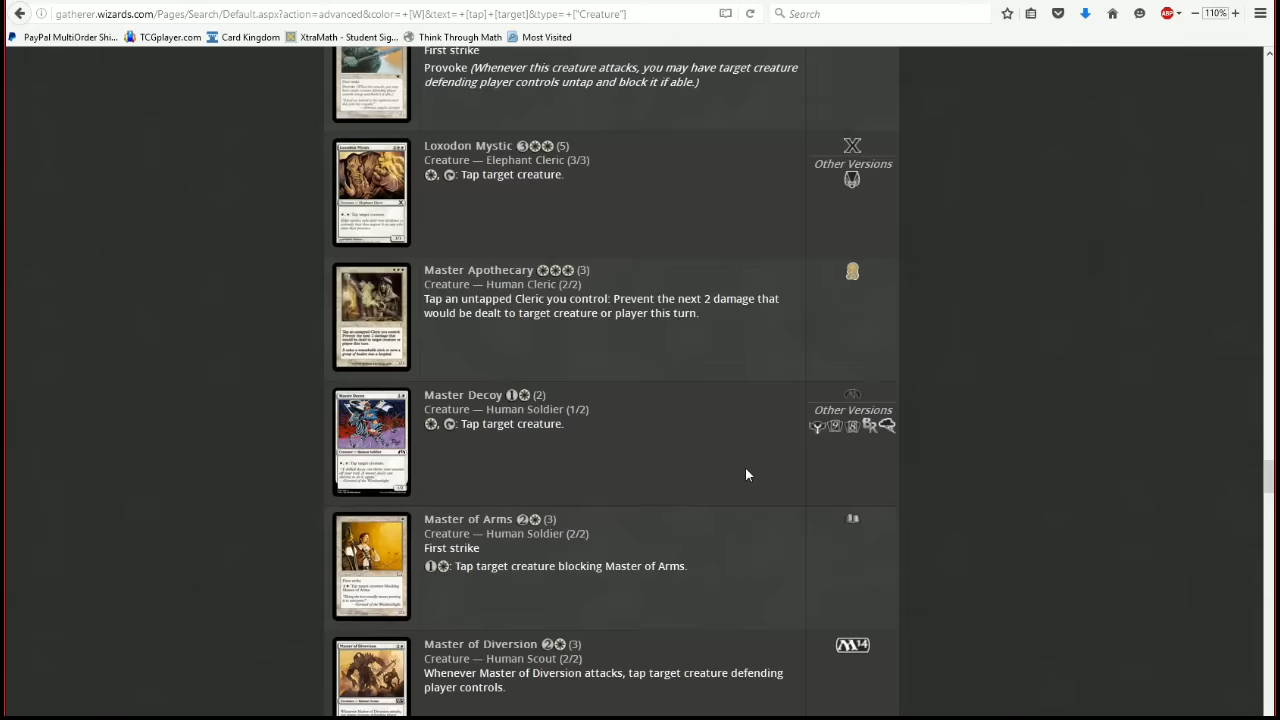 gatherer.wizards.com/Pages/Search/Default.aspx?action=advanced&color= +[W]&text= +[tap] +[target]&type= +["Creature"]
Search
110%
PayPal MultiOrder Shi...
TCGplayer.com
Card Kingdom
XtraMath - Student Sig...
Think Through Math
Most Visited
First strike
Provoke (Whenever this creature attacks, you may have target creature
defending player controls untap and block it if able.)
Loxodon Mystic 3 (5)
Creature — Elephant Cleric (3/3)
, : Tap target creature.
X
Other Versions
Master Apothecary (3)
Creature — Human Cleric (2/2)
Tap an untapped Cleric you control: Prevent the next 2 damage that
would be dealt to target creature or player this turn.
Master Decoy 1 (2)
Creature — Human Soldier (1/2)
, : Tap target creature.
Other Versions
Master of Arms 2 (3)
Creature — Human Soldier (2/2)
First strike
1 : Tap target creature blocking Master of Arms.
Master of Diversion 2 (3)
Creature — Human Scout (2/2)
Whenever Master of Diversion attacks, tap target creature defending
player controls.
M14